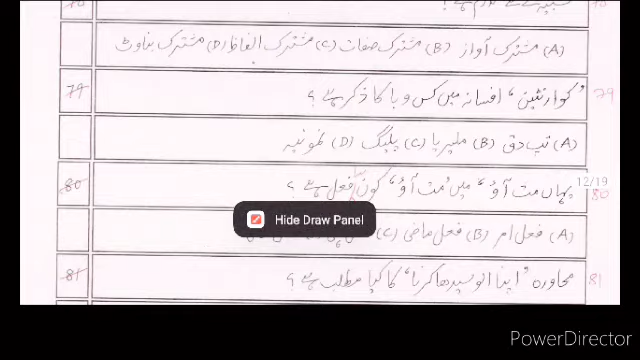 (A) مشترک آواز (B) مشترک صفات (C) مشترک الفاظ (D) مشترک بناوٹ
79 'کوارنٹین' افسانہ میں کس وبا کا ذکر ہے؟ 79
(A) تپ دق (B) ملیریا (C) پلیگ (D) نمونیہ
80 'یہاں مت آؤ' میں 'مت آؤ' کون سا فعل ہے؟ 80
12/19
Hide Draw Panel
(A) فعل امر (B) فعل ماضی (C)
81 محاورہ 'اپنا الو سیدھا کرنا' کا کیا مطلب ہے؟ 81
PowerDirector